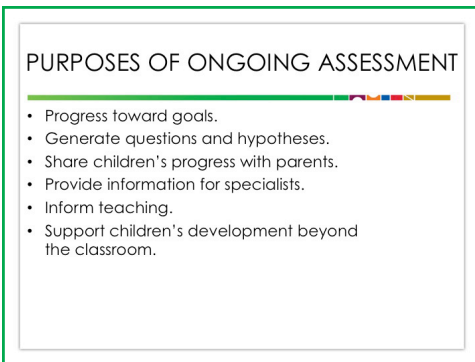 PURPOSES OF ONGOING ASSESSMENT
• Progress toward goals.
• Generate questions and hypotheses.
• Share children's progress with parents.
• Provide information for specialists.
• Inform teaching.
• Support children's development beyond
the classroom.